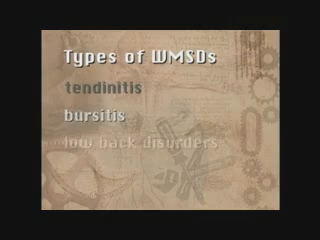 Types of WMSDs
tendinitis
bursitis
low back disorders